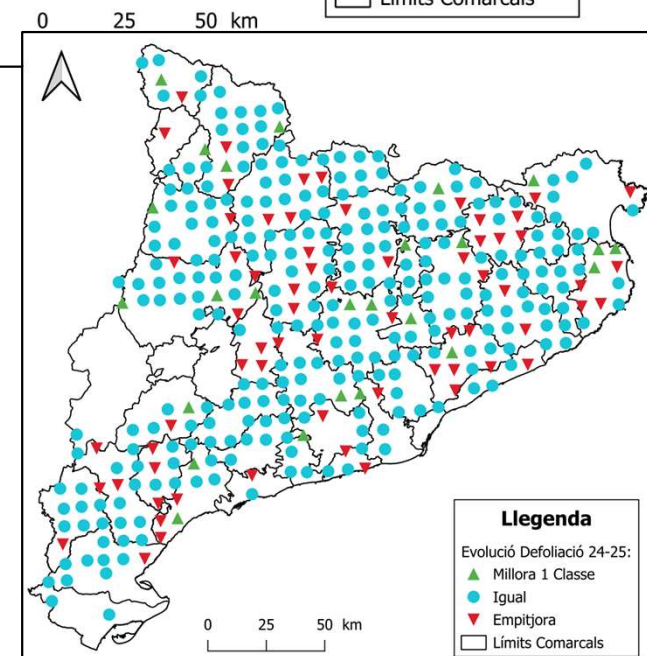 Límits Comarcals
0 25 50 km
Llegenda
Evolució Defoliació 24-25:
Millora 1 Classe
Igual
Empitjora
Límits Comarcals
0 25 50 km